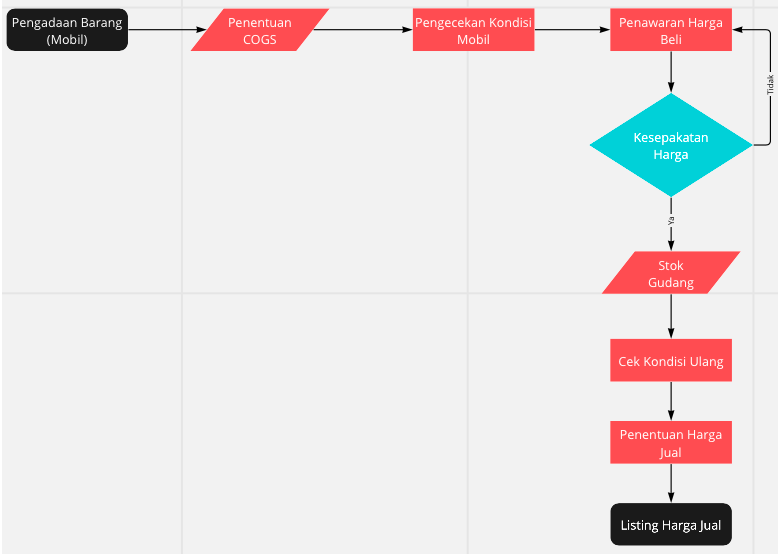 Pengadaan Barang
(Mobil)
Penentuan
COGS
Pengecekan Kondisi
Mobil
Penawaran Harga
Beli
Tidak
Kesepakatan
Harga
Ya
Stok
Gudang
Cek Kondisi Ulang
Penentuan Harga
Jual
Listing Harga Jual